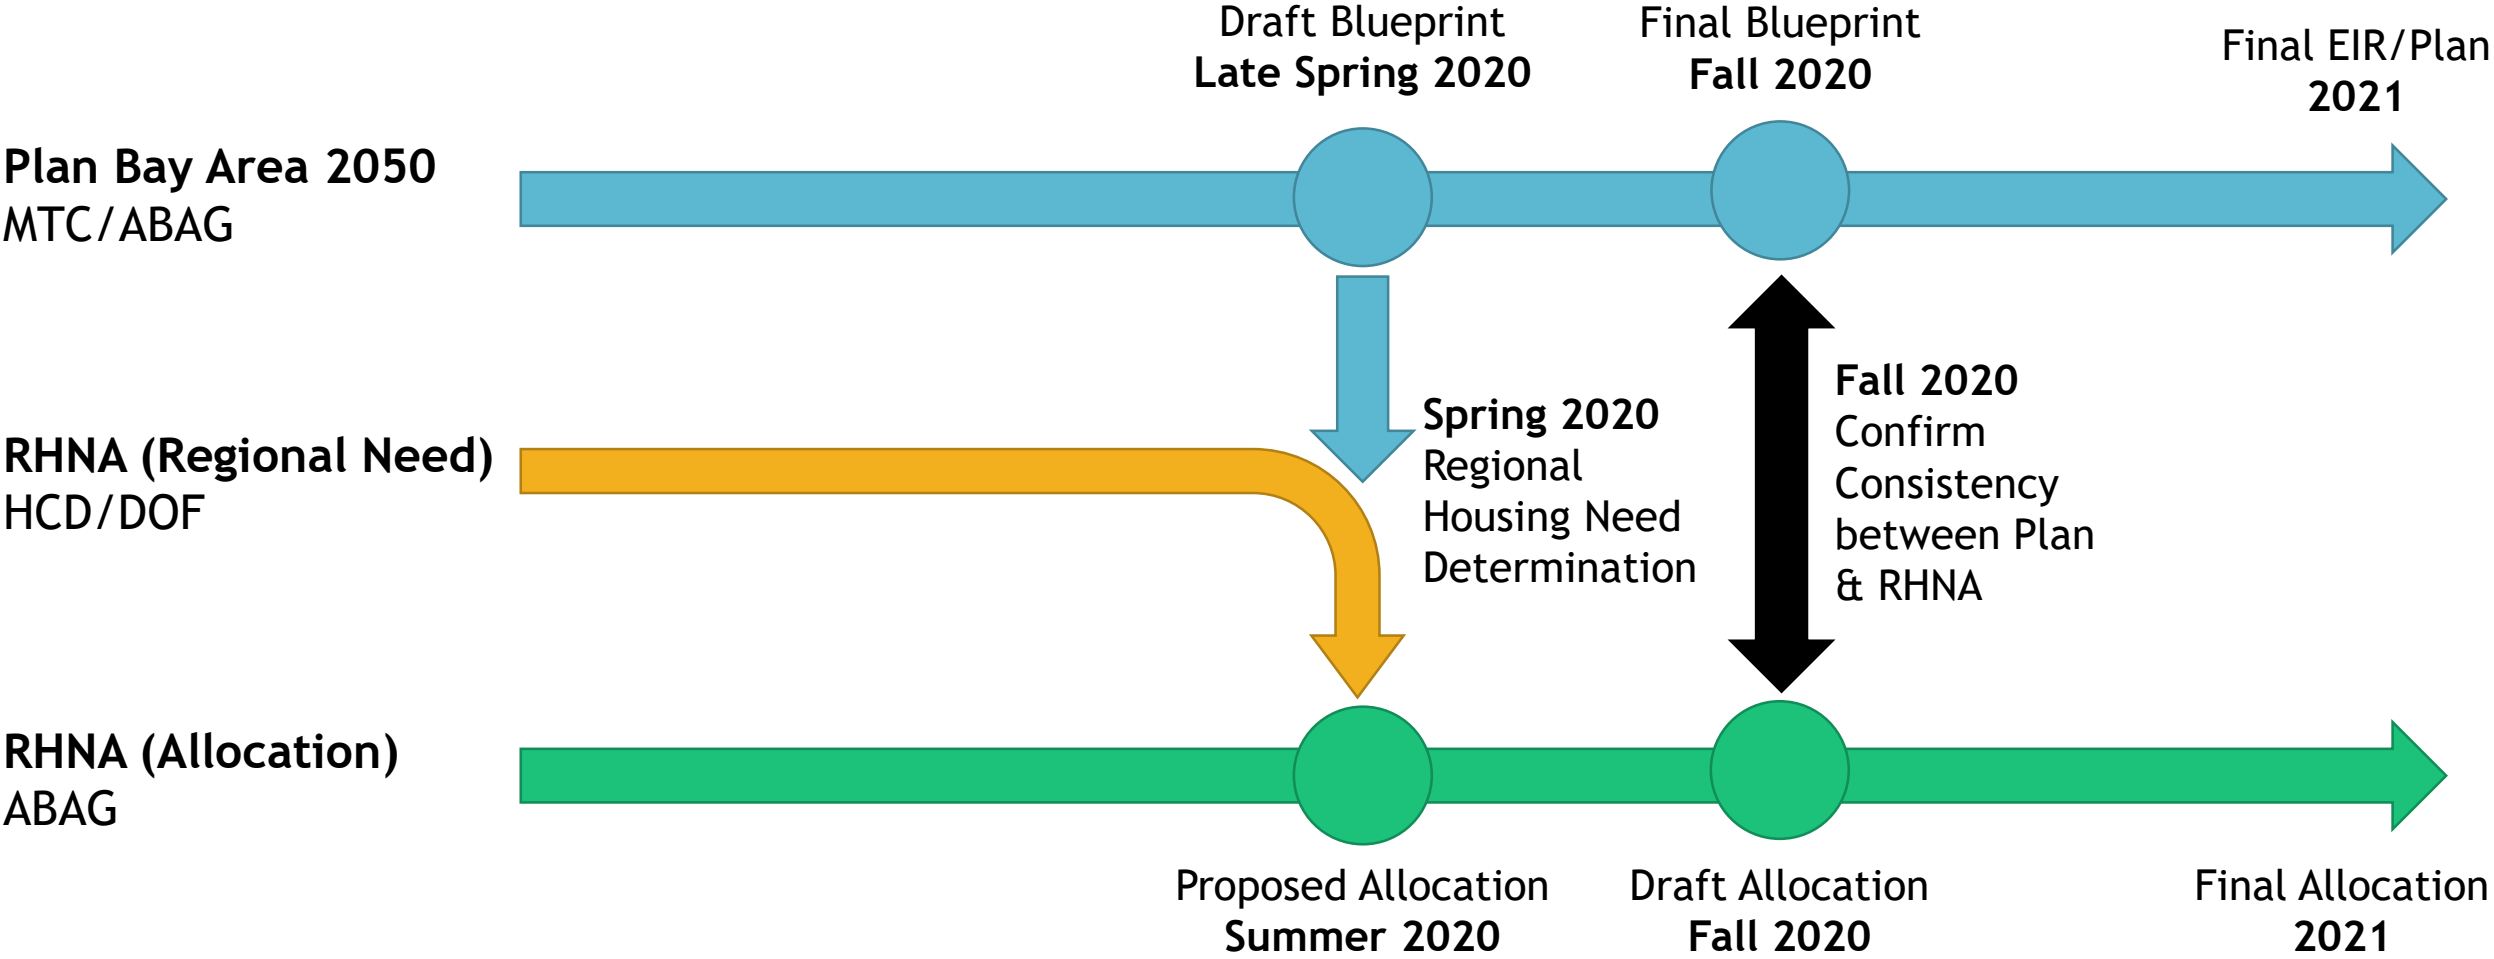 Draft Blueprint
Late Spring 2020
Final Blueprint
Fall 2020
Final EIR/Plan
2021
Plan Bay Area 2050
MTC/ABAG
Spring 2020
Regional
Housing Need
Determination
Fall 2020
Confirm
Consistency
between Plan
& RHNA
RHNA (Regional Need)
HCD/DOF
RHNA (Allocation)
ABAG
Proposed Allocation
Summer 2020
Draft Allocation
Fall 2020
Final Allocation
2021